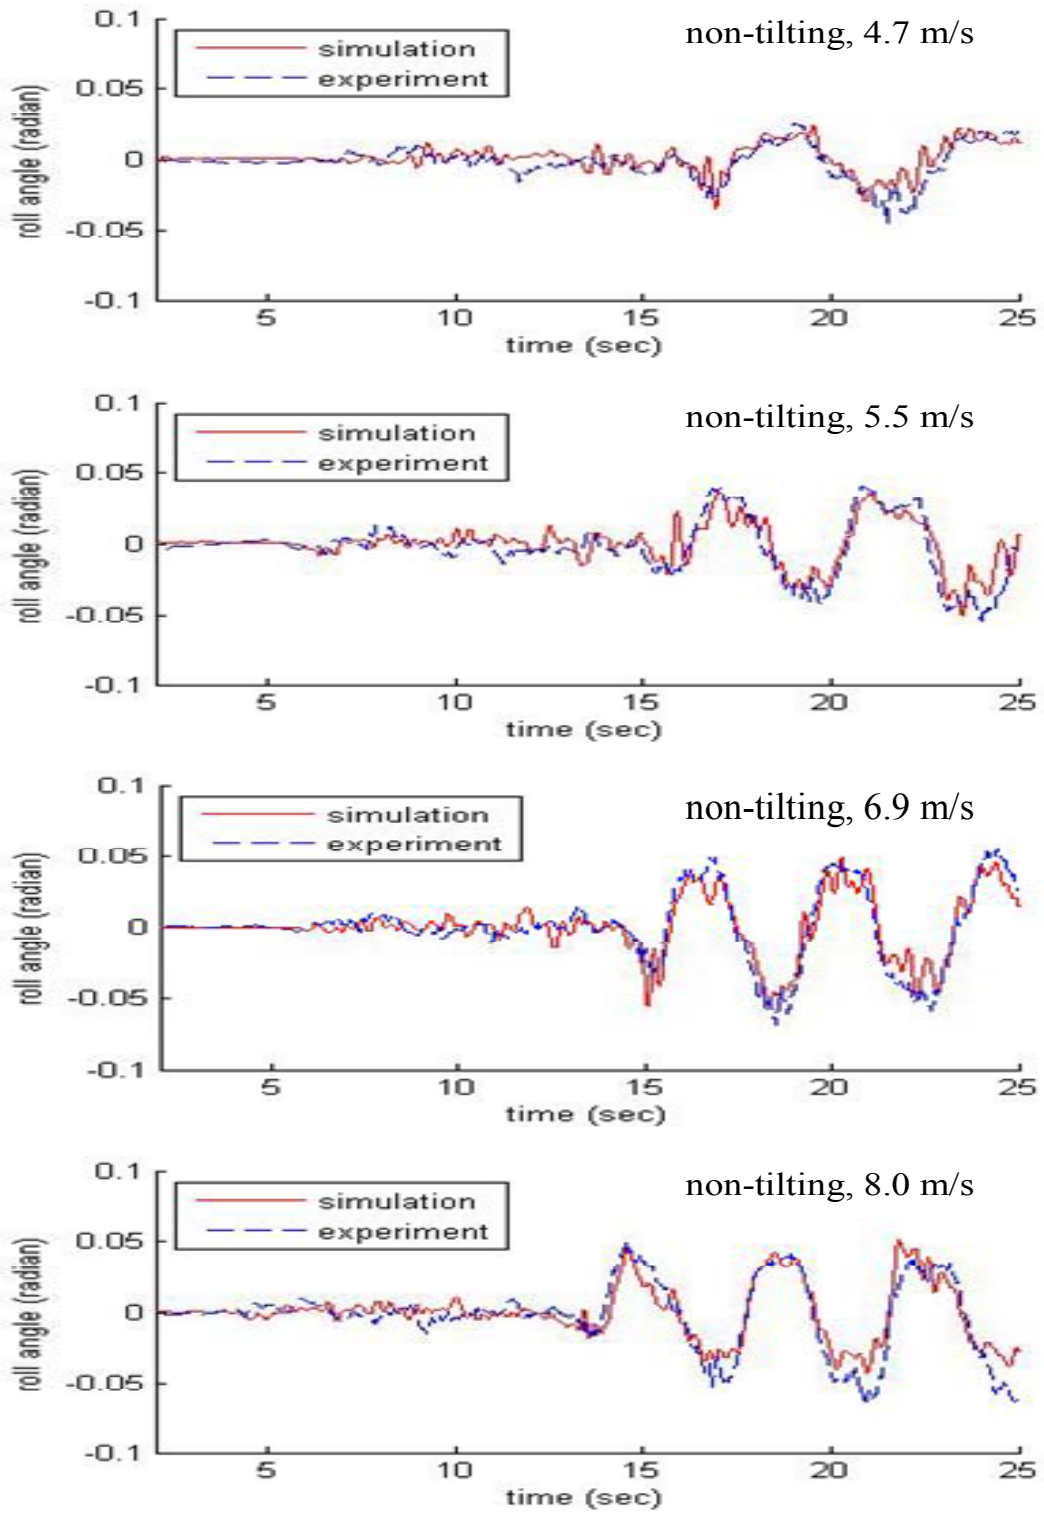 0.1
non-tilting, 4.7 m/s
simulation
experiment
0.05
0
-0.05
-0.1
roll angle (radian)
5 10 15 20 25
time (sec)
0.1
non-tilting, 5.5 m/s
simulation
experiment
0.05
0
-0.05
-0.1
roll angle (radian)
5 10 15 20 25
time (sec)
0.1
non-tilting, 6.9 m/s
simulation
experiment
0.05
0
-0.05
-0.1
roll angle (radian)
5 10 15 20 25
time (sec)
0.1
non-tilting, 8.0 m/s
simulation
experiment
0.05
0
-0.05
-0.1
roll angle (radian)
5 10 15 20 25
time (sec)